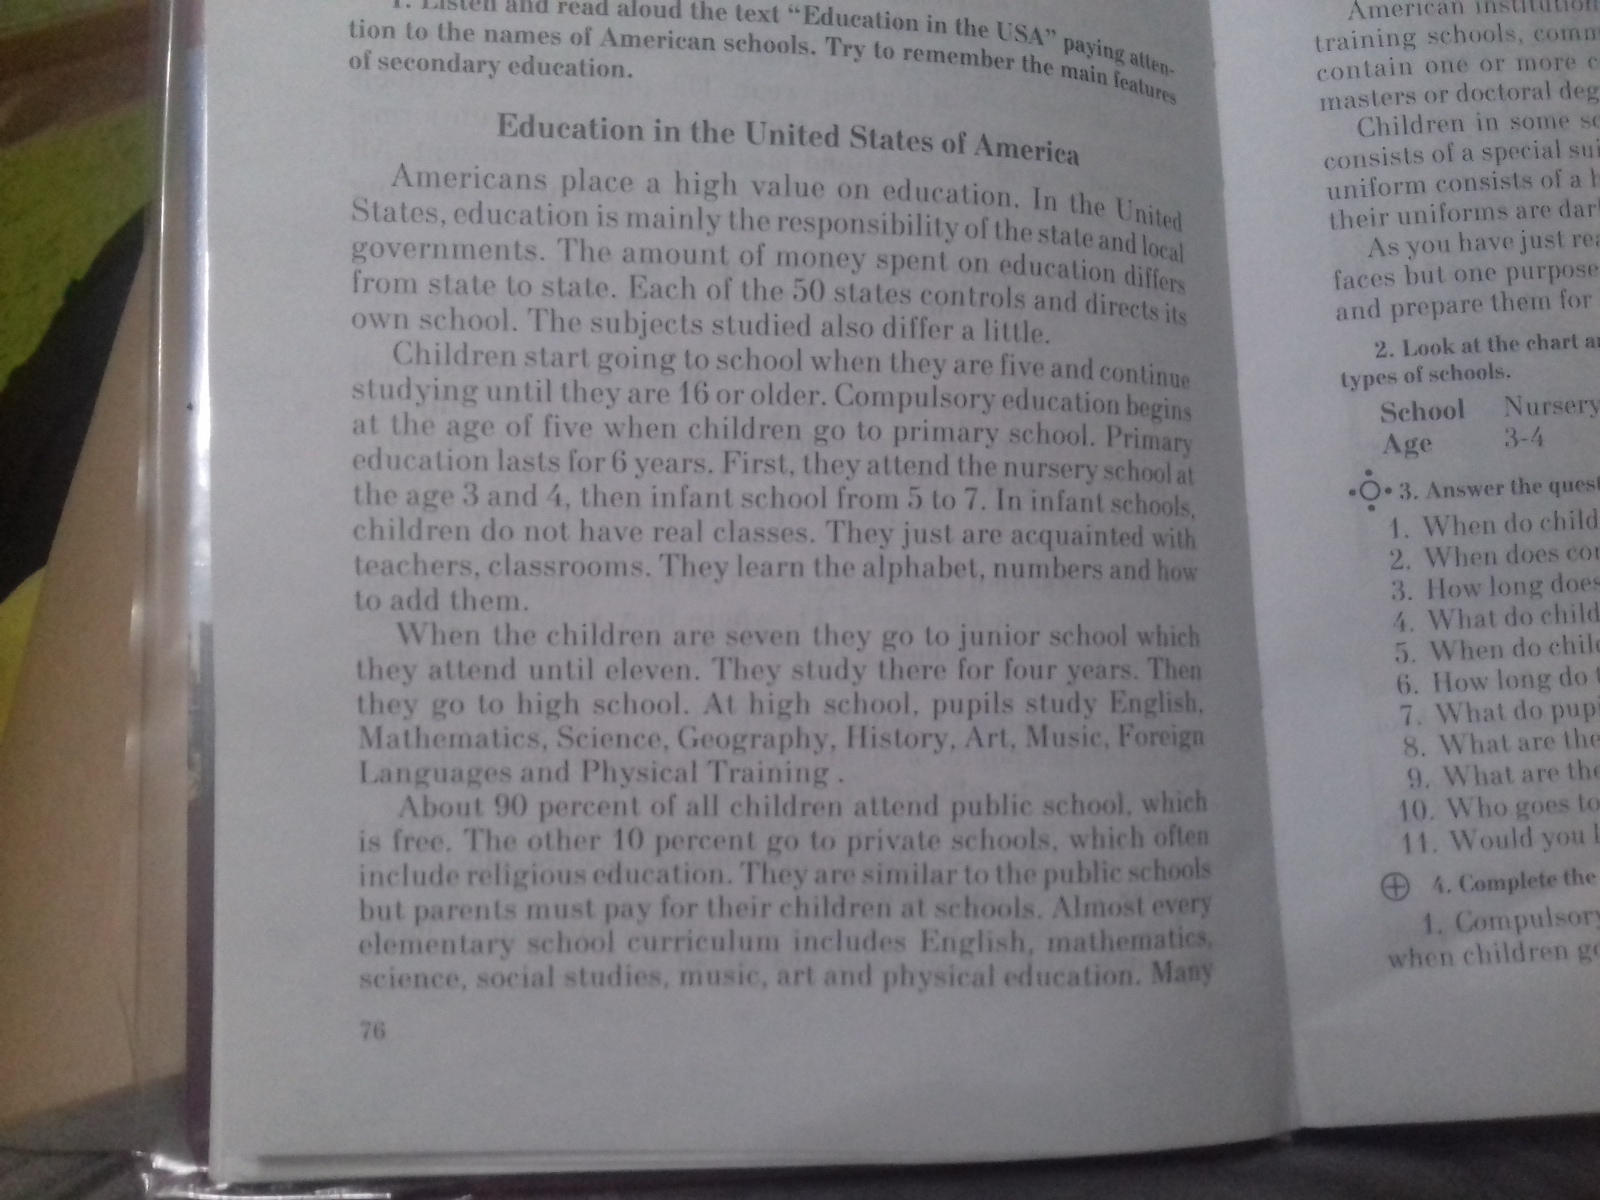 1. Listen and read aloud the text “Education in the USA” paying atten-
tion to the names of American schools. Try to remember the main features
of secondary education.
Education in the United States of America
Americans place a high value on education. In the United
States, education is mainly the responsibility of the state and local
governments. The amount of money spent on education differs
from state to state. Each of the 50 states controls and directs its
own school. The subjects studied also differ a little.
Children start going to school when they are five and continue
studying until they are 16 or older. Compulsory education begins
at the age of five when children go to primary school. Primary
education lasts for 6 years. First, they attend the nursery school at
the age 3 and 4, then infant school from 5 to 7. In infant schools,
children do not have real classes. They just are acquainted with
teachers, classrooms. They learn the alphabet, numbers and how
to add them.
When the children are seven they go to junior school which
they attend until eleven. They study there for four years. Then
they go to high school. At high school, pupils study English,
Mathematics, Science, Geography, History, Art, Music, Foreign
Languages and Physical Training .
About 90 percent of all children attend public school, which
is free. The other 10 percent go to private schools, which often
include religious education. They are similar to the public schools
but parents must pay for their children at schools. Almost every
elementary school curriculum includes English, mathematics,
science, social studies, music, art and physical education. Many
76
American
training schools,
contain one or more
masters or doctoral
Children in some
consists of a special
uniform consists of a
their uniforms are
As you have just
faces but one purpose
and prepare them for
2. Look at the chart
types of schools.
School Nursery
Age 3-4
3. Answer the
1. When do
2. When does
3. How long does
4. What do
5. When do
6. How long do
7. What do
8. What are the
9. What are the
10. Who goes to
11. Would you
4. Complete the
1. Compulsory
when children